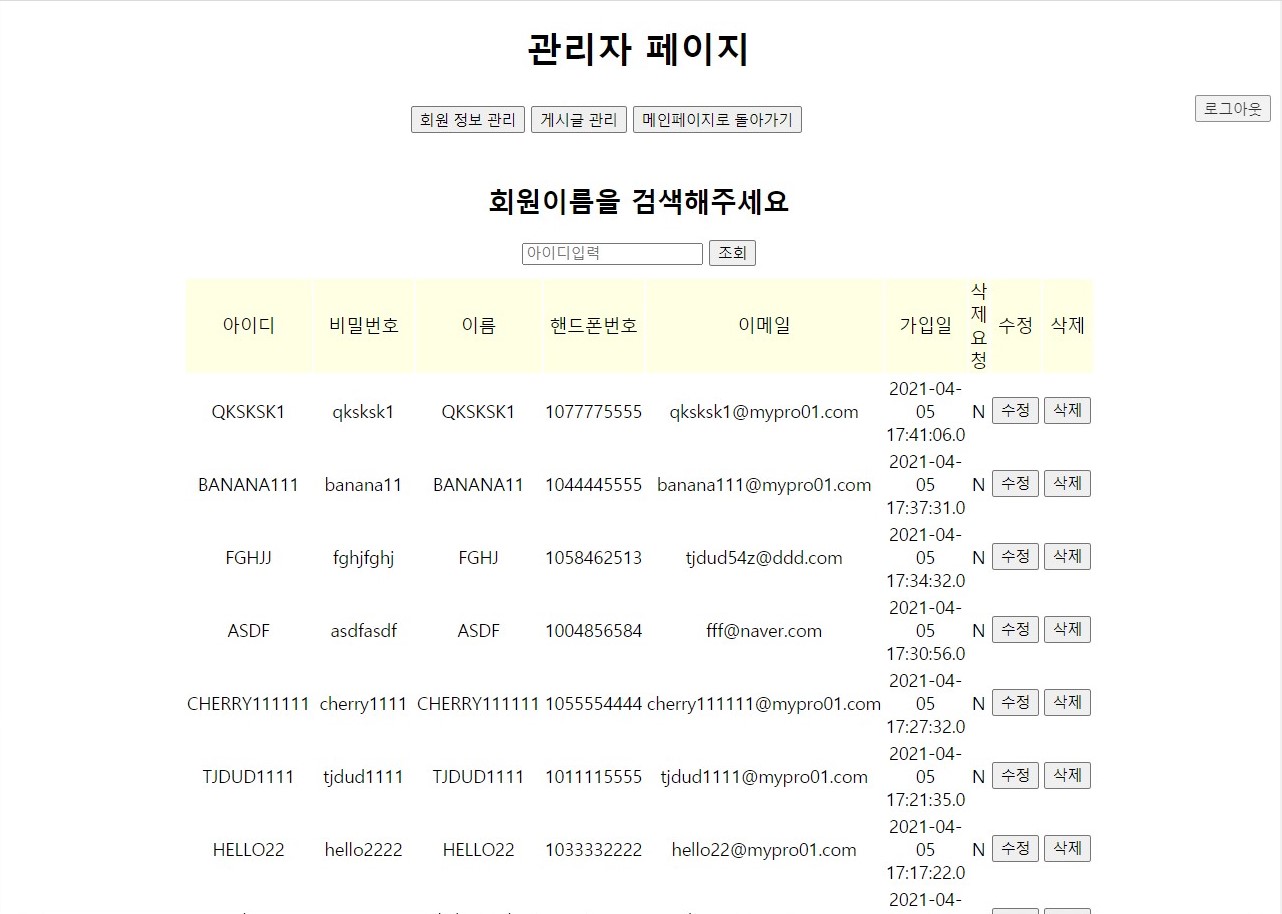 관리자 페이지
로그아웃
회원 정보 관리 게시글 관리 메인페이지로 돌아가기
회원이름을 검색해주세요
아이디입력 조회
아이디 비밀번호 이름 핸드폰번호 이메일 가입일 삭제요청 수정 삭제
QKSKSK1 qksksk1 QKSKSK1 1077775555 qksksk1@mypro01.com 2021-04-05 17:41:06.0 N 수정 삭제
BANANA111 banana11 BANANA11 1044445555 banana111@mypro01.com 2021-04-05 17:37:31.0 N 수정 삭제
FGHJJ fghjfghj FGHJ 1058462513 tjdud54z@ddd.com 2021-04-05 17:34:32.0 N 수정 삭제
ASDF asdfasdf ASDF 1004856584 fff@naver.com 2021-04-05 17:30:56.0 N 수정 삭제
CHERRY111111 cherry1111 CHERRY111111 1055554444 cherry111111@mypro01.com 2021-04-05 17:27:32.0 N 수정 삭제
TJDUD1111 tjdud1111 TJDUD1111 1011115555 tjdud1111@mypro01.com 2021-04-05 17:21:35.0 N 수정 삭제
HELLO22 hello2222 HELLO22 1033332222 hello22@mypro01.com 2021-04-05 17:17:22.0 N 수정 삭제
2021-04-